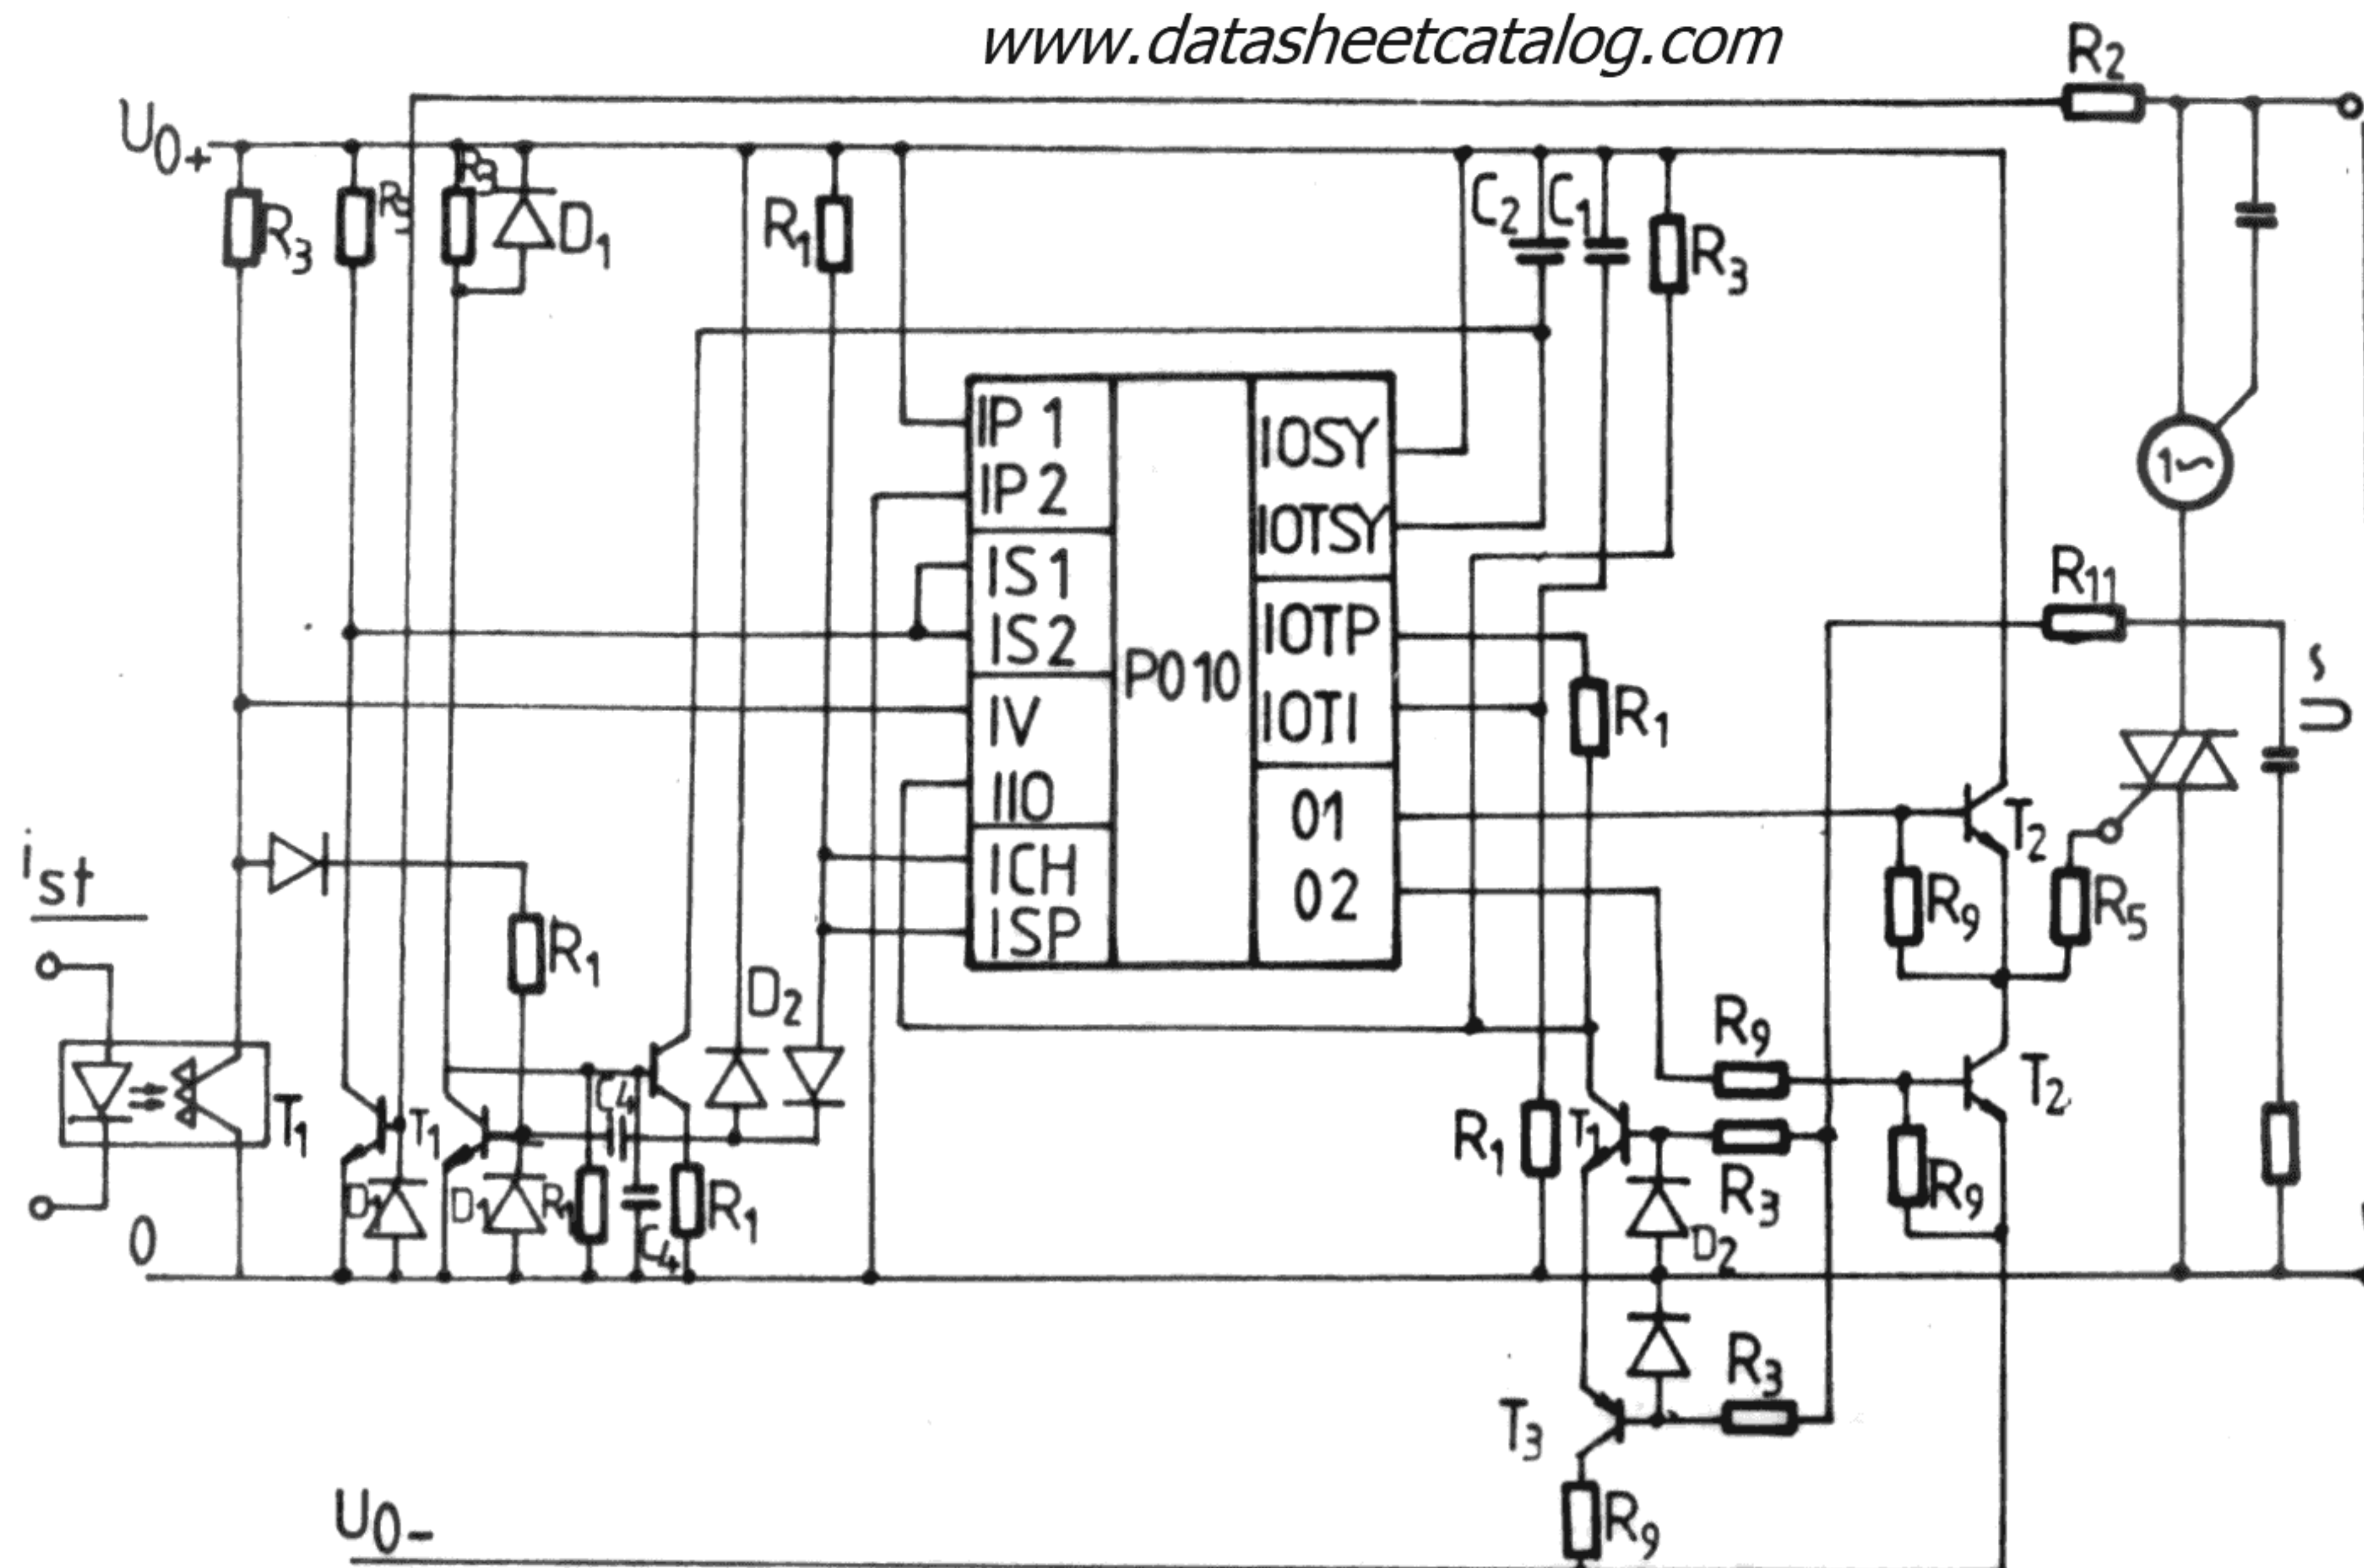 www.datasheetcatalog.com
R2
U0+
R3
R3
R3
D1
R1
C2
C1
R3
IP1
IP2
IS1
IS2
IV
IIO
ICH
ISP
P010
IOSY
IOTSY
IOTP
IOTI
01
02
R1
R11
1~
U~
T2
R9
R5
ist
R1
D2
T1
T1
C4
D1
D1
R1
C4
R1
0
R9
T2
R1
T1
R3
R9
D2
R3
T3
R9
U0-